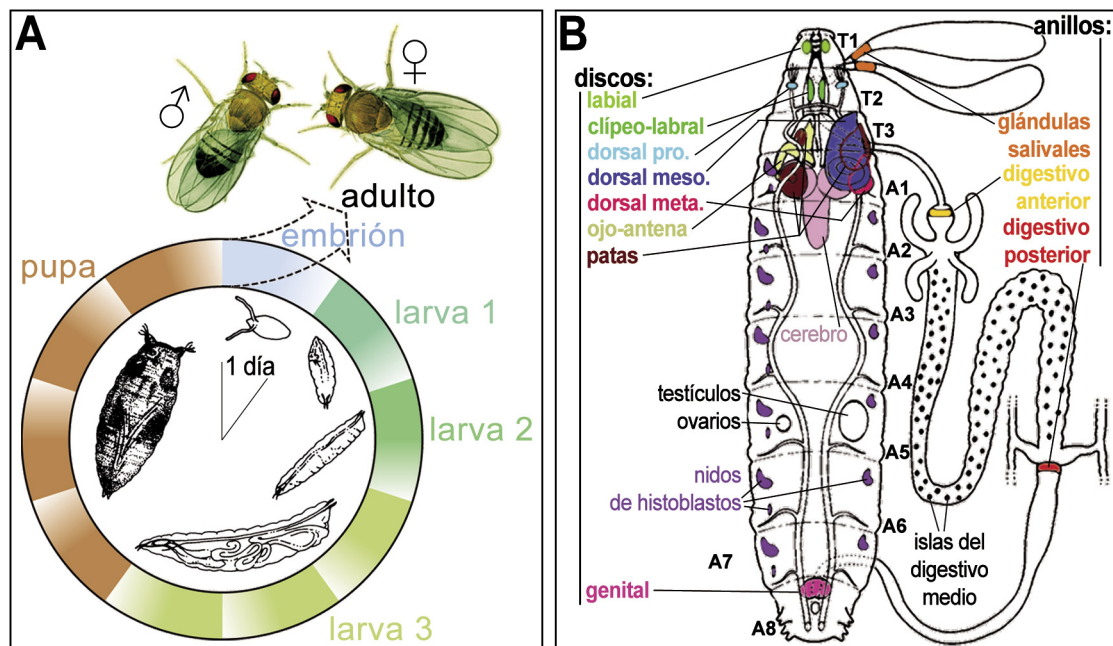 A
♂
♀
adulto
embrión
pupa
larva 1
1 día
larva 2
larva 3
B
anillos:
discos:
labial
clípeo-labral
dorsal pro.
dorsal meso.
dorsal meta.
ojo-antena
patas
T1
T2
T3
A1
A2
A3
A4
A5
A6
A7
A8
glándulas
salivales
digestivo
anterior
digestivo
posterior
cerebro
testículos
ovarios
nidos
de histoblastos
islas del
digestivo
medio
genital